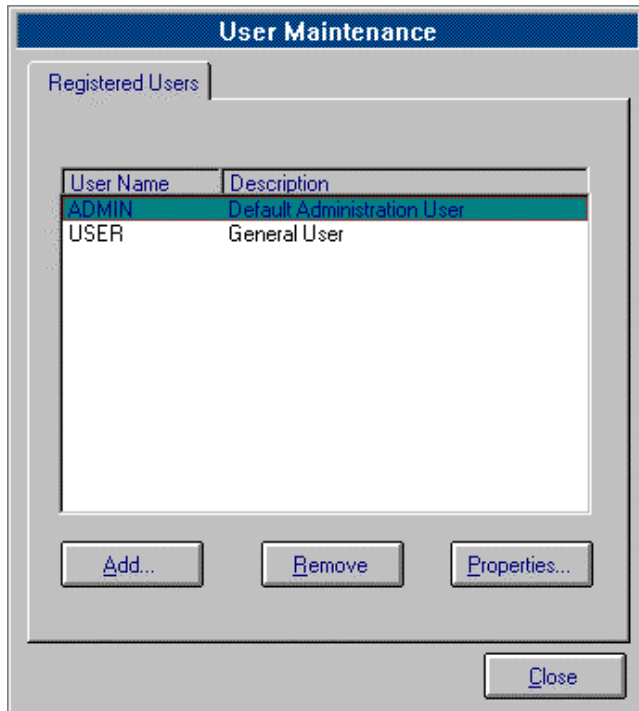 User Maintenance
Registered Users
User Name Description
ADMIN Default Administration User
USER General User
Add... Remove Properties...
Close